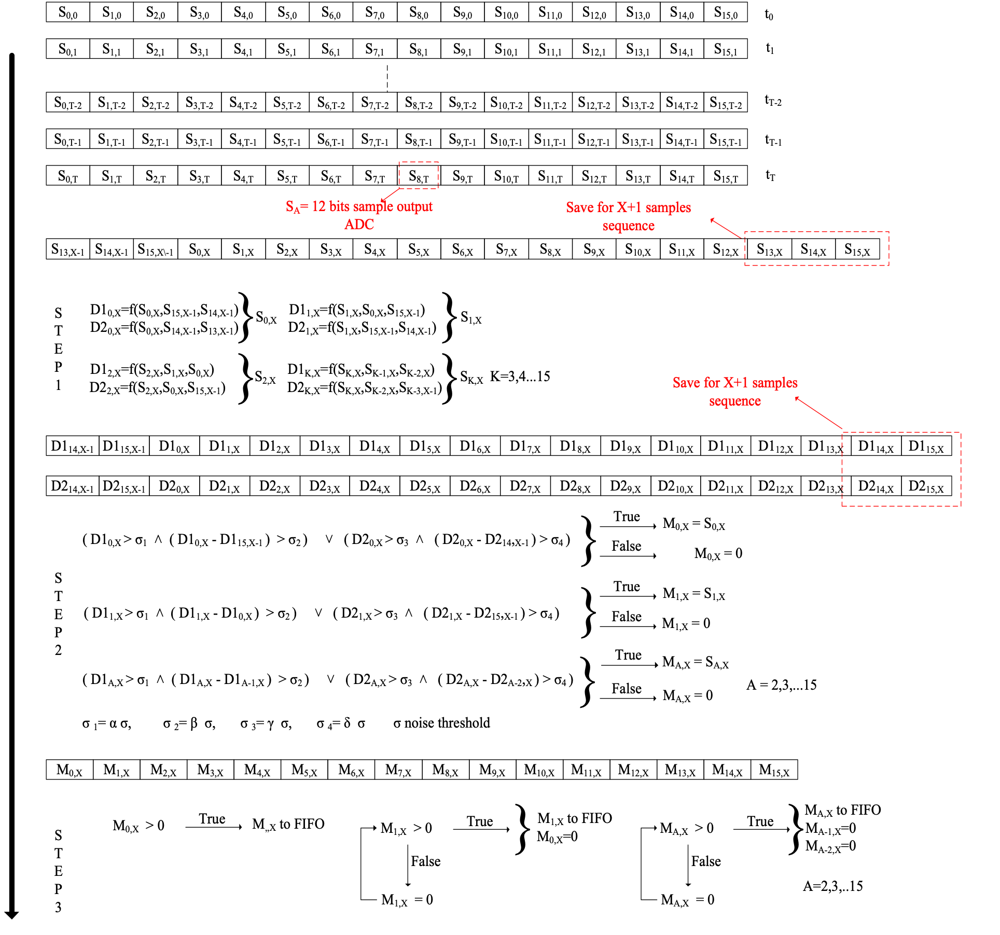 S0,0 S1,0 S2,0 S3,0 S4,0 S5,0 S6,0 S7,0 S8,0 S9,0 S10,0 S11,0 S12,0 S13,0 S14,0 S15,0 t0
S0,1 S1,1 S2,1 S3,1 S4,1 S5,1 S6,1 S7,1 S8,1 S9,1 S10,1 S11,1 S12,1 S13,1 S14,1 S15,1 t1
S0,T-2 S1,T-2 S2,T-2 S3,T-2 S4,T-2 S5,T-2 S6,T-2 S7,T-2 S8,T-2 S9,T-2 S10,T-2 S11,T-2 S12,T-2 S13,T-2 S14,T-2 S15,T-2 tT-2
S0,T-1 S1,T-1 S2,T-1 S3,T-1 S4,T-1 S5,T-1 S6,T-1 S7,T-1 S8,T-1 S9,T-1 S10,T-1 S11,T-1 S12,T-1 S13,T-1 S14,T-1 S15,T-1 tT-1
S0,T S1,T S2,T S3,T S4,T S5,T S6,T S7,T S8,T S9,T S10,T S11,T S12,T S13,T S14,T S15,T tT
SA= 12 bits sample output
ADC
Save for X+1 samples
sequence
S13,X-1 S14,X-1 S15,X\-1 S0,X S1,X S2,X S3,X S4,X S5,X S6,X S7,X S8,X S9,X S10,X S11,X S12,X S13,X S14,X S15,X
STEP1
D10,X=f(S0,X,S15,X-1,S14,X-1)
D20,X=f(S0,X,S14,X-1,S13,X-1)
} S0,X
D11,X=f(S1,X,S0,X,S15,X-1)
D21,X=f(S1,X,S15,X-1,S14,X-1)
} S1,X
D12,X=f(S2,X,S1,X,S0,X)
D22,X=f(S2,X,S0,X,S15,X-1)
} S2,X
D1K,X=f(SK,X,SK-1,X,SK-2,X)
D2K,X=f(SK,X,SK-2,X,SK-3,X-1)
} SK,X K=3,4...15
Save for X+1 samples
sequence
D114,X-1 D115,X-1 D10,X D11,X D12,X D13,X D14,X D15,X D16,X D17,X D18,X D19,X D110,X D111,X D112,X D113,X D114,X D115,X
D214,X-1 D215,X-1 D20,X D21,X D22,X D23,X D24,X D25,X D26,X D27,X D28,X D29,X D210,X D211,X D212,X D213,X D214,X D215,X
STEP2
( D10,X > σ1 ∧ ( D10,X - D115,X-1 ) > σ2 ) ∨ ( D20,X > σ3 ∧ ( D20,X - D214,X-1 ) > σ4 ) }
True M0,X = S0,X
False M0,X = 0
( D11,X > σ1 ∧ ( D11,X - D10,X ) > σ2 ) ∨ ( D21,X > σ3 ∧ ( D21,X - D215,X-1 ) > σ4 ) }
True M1,X = S1,X
False M1,X = 0
( D1A,X > σ1 ∧ ( D1A,X - D1A-1,X ) > σ2 ) ∨ ( D2A,X > σ3 ∧ ( D2A,X - D2A-2,X ) > σ4 ) }
True MA,X = SA,X
False MA,X = 0
A = 2,3,...15
σ 1= α σ, σ 2= β σ, σ 3= γ σ, σ 4= δ σ σ noise threshold
M0,X M1,X M2,X M3,X M4,X M5,X M6,X M7,X M8,X M9,X M10,X M11,X M12,X M13,X M14,X M15,X
STEP3
M0,X > 0 True M,,X to FIFO
M1,X > 0 True } M1,X to FIFO
M0,X=0
False
M1,X = 0
MA,X > 0 True } MA,X to FIFO
MA-1,X=0
MA-2,X=0
False
MA,X = 0
A=2,3,..15